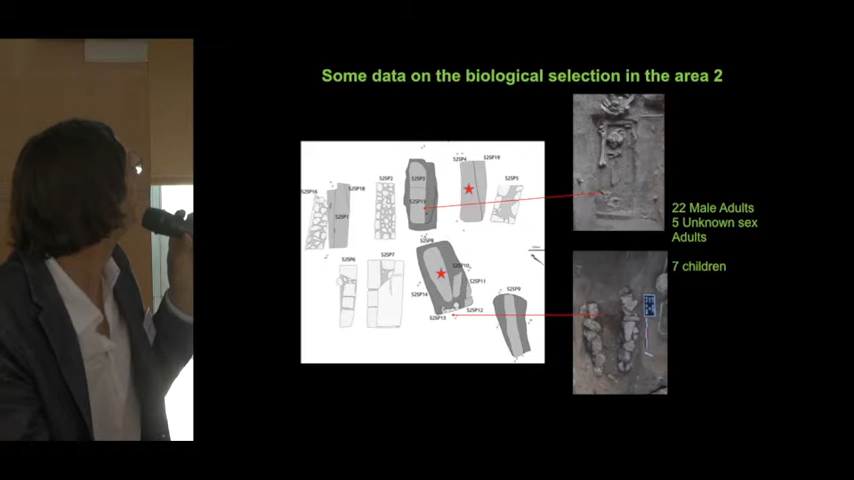 Some data on the biological selection in the area 2
S2SP4
S2SP19
S2SP16
S2SP18
S2SP2
S2SP3
S2SP5
S2SP1
S2SP11
S2SP8
S2SP6
S2SP7
S2SP10
S2SP11
S2SP14
S2SP9
S2SP12
S2SP13
22 Male Adults
5 Unknown sex
Adults
7 children